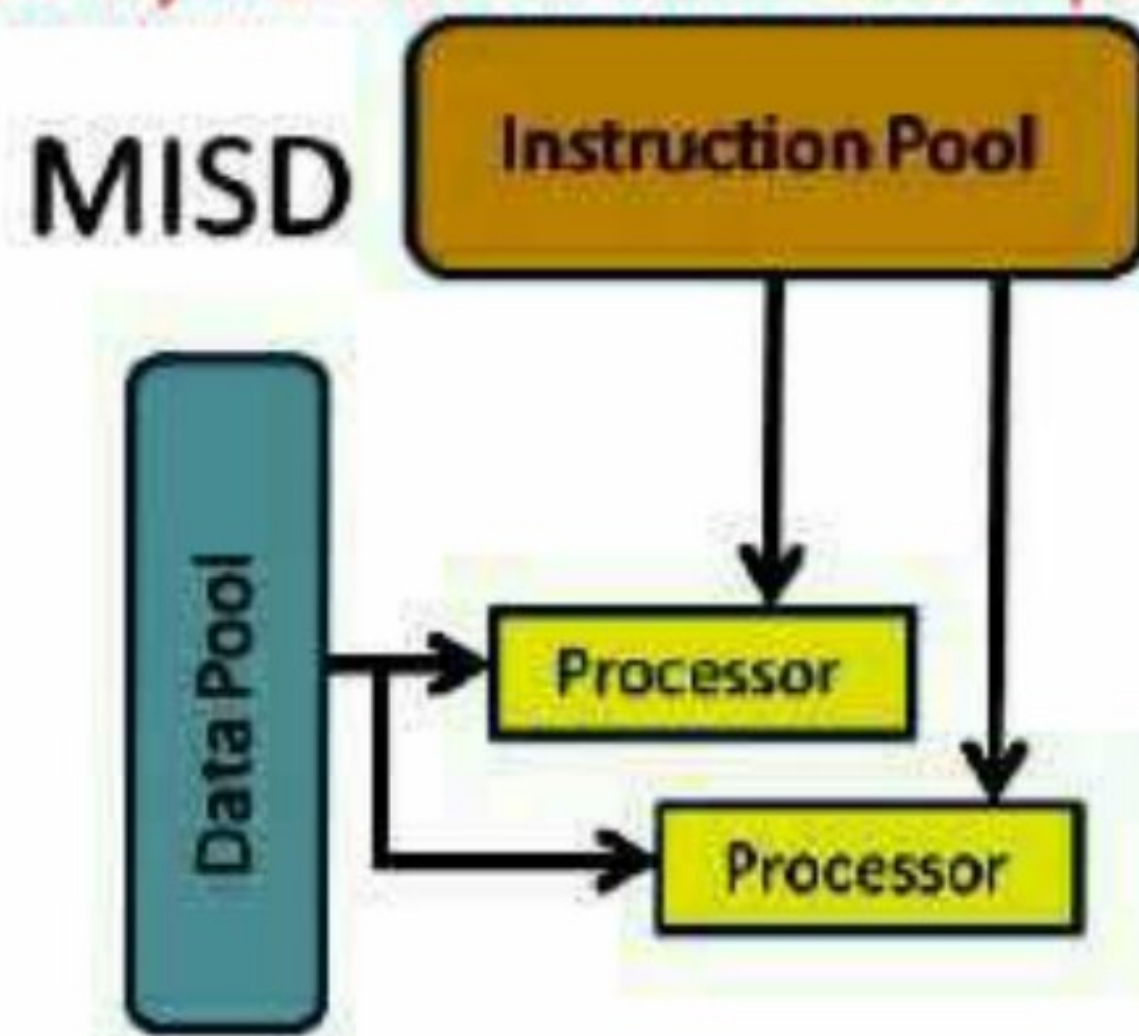 MISD
Instruction Pool
Data Pool
Processor
Processor